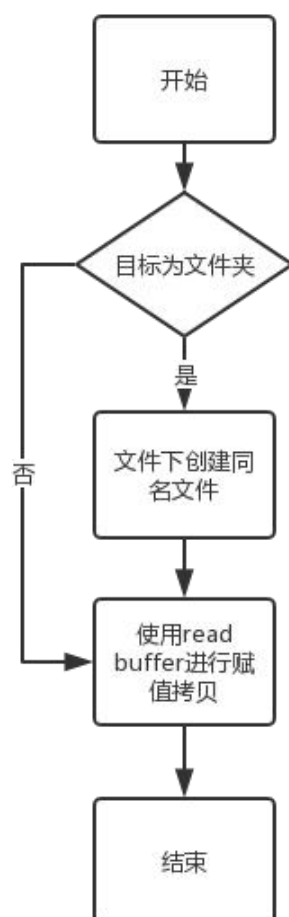 开始
目标为文件夹
是
否
文件下创建同
名文件
使用read
buffer进行赋
值拷贝
结束